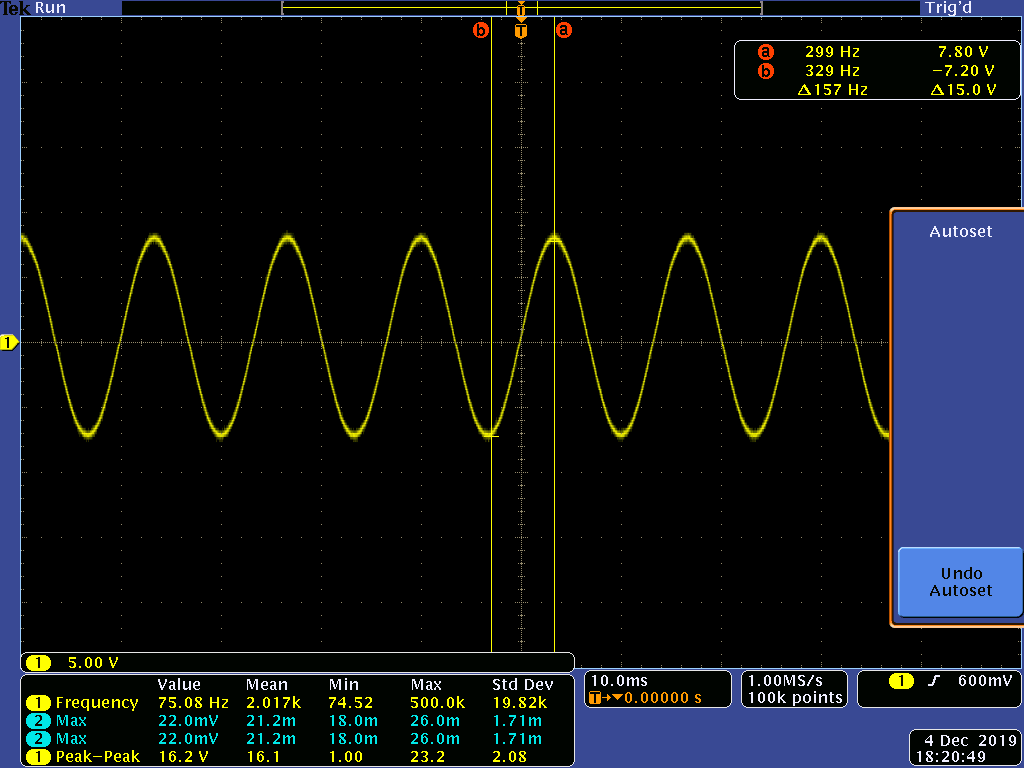 Tek Run Trig'd
T
b T a
a 299 Hz 7.80 V
b 329 Hz −7.20 V
Δ157 Hz Δ15.0 V
Autoset
1
Undo
Autoset
1 5.00 V
Value Mean Min Max Std Dev
1 Frequency 75.08 Hz 2.017k 74.52 500.0k 19.82k
2 Max 22.0mV 21.2m 18.0m 26.0m 1.71m
2 Max 22.0mV 21.2m 18.0m 26.0m 1.71m
1 Peak−Peak 16.2 V 16.1 1.00 23.2 2.08
10.0ms
T→▼0.00000 s
1.00MS/s
100k points
1 600mV
4 Dec 2019
18:20:49